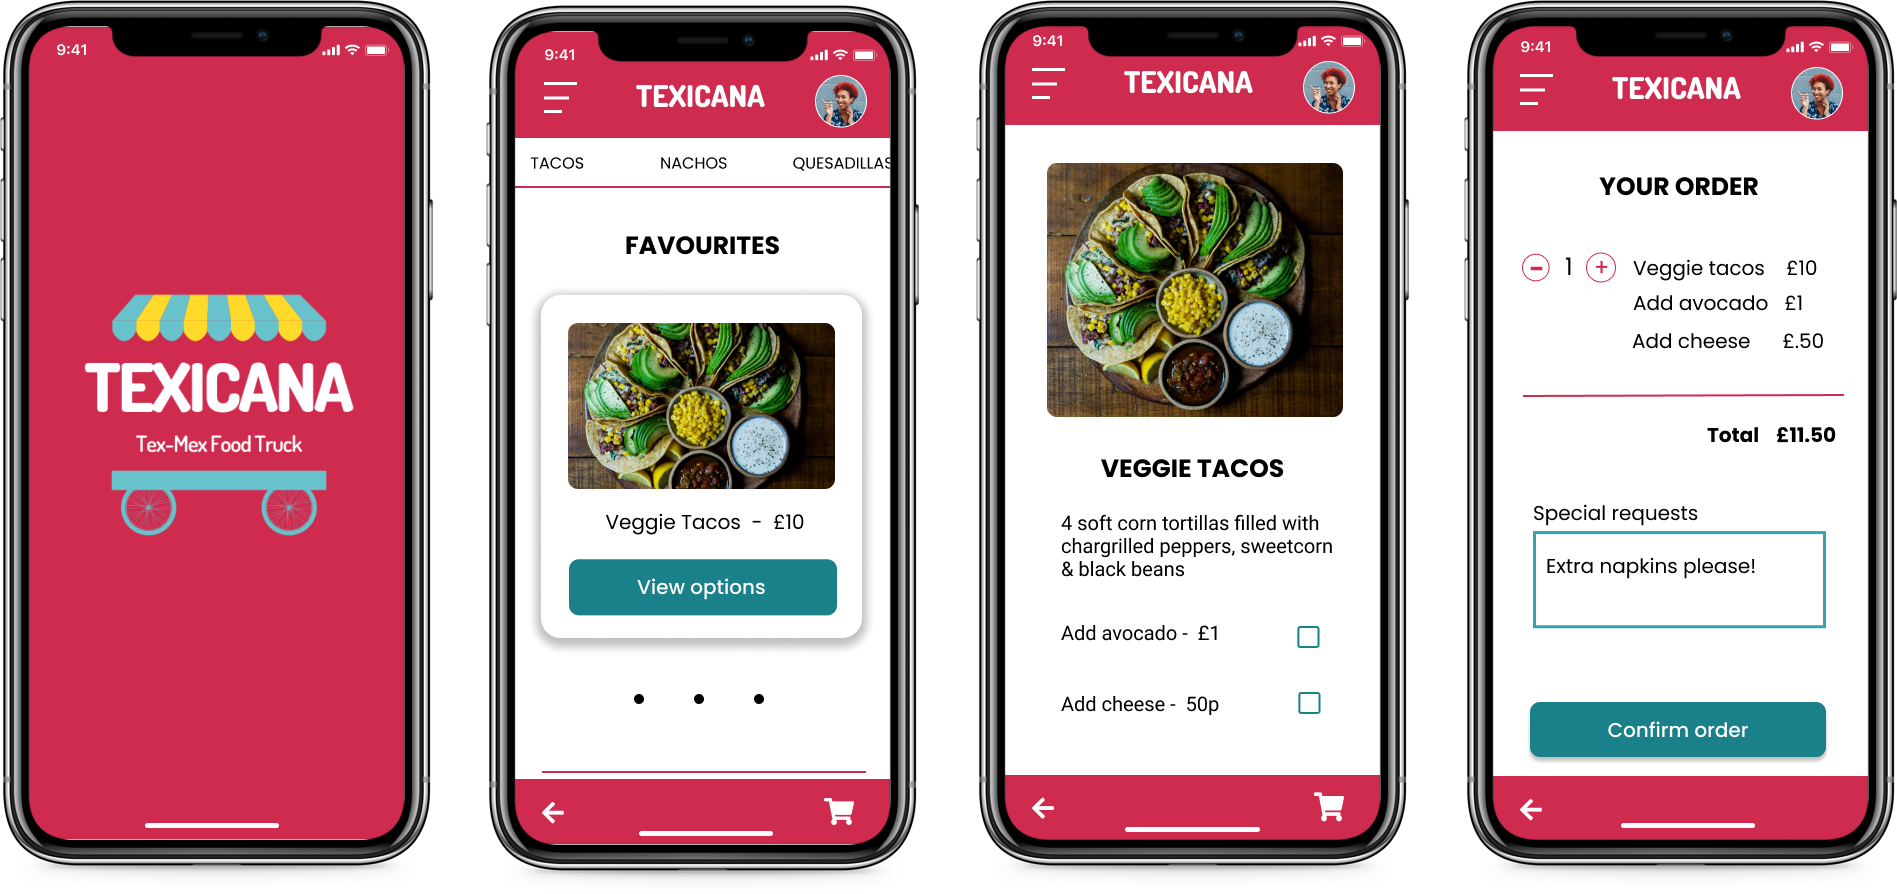 9:41
TEXICANA
Tex-Mex Food Truck
9:41
TEXICANA
TACOS NACHOS QUESADILLAS
FAVOURITES
Veggie Tacos - £10
View options
9:41
TEXICANA
VEGGIE TACOS
4 soft corn tortillas filled with
chargrilled peppers, sweetcorn
& black beans
Add avocado - £1
Add cheese - 50p
9:41
TEXICANA
YOUR ORDER
1 Veggie tacos £10
Add avocado £1
Add cheese £.50
Total £11.50
Special requests
Extra napkins please!
Confirm order